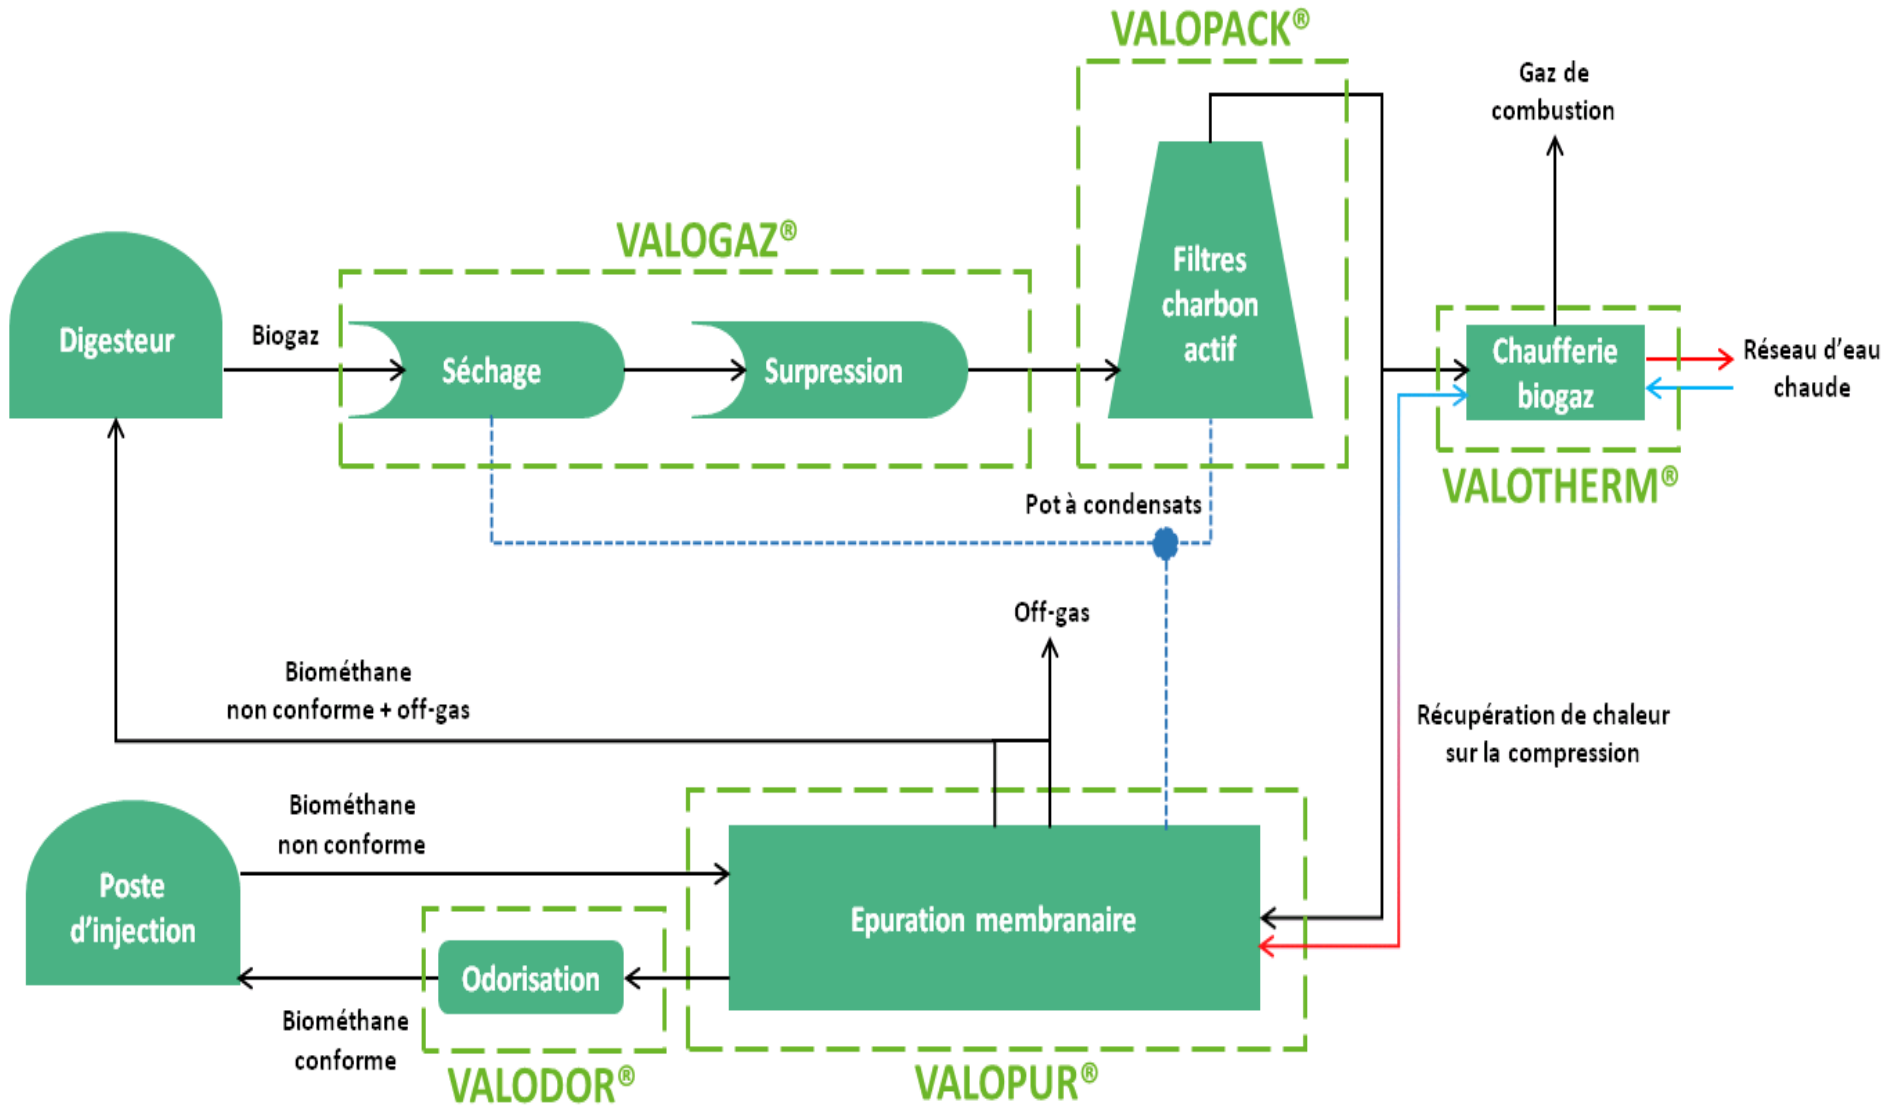 VALOPACK®
Gaz de
combustion
VALOGAZ®
Filtres
charbon
actif
Digesteur
Biogaz
Séchage
Surpression
Chaufferie
biogaz
Réseau d’eau
chaude
VALOTHERM®
Pot à condensats
Off-gas
Biométhane
non conforme + off-gas
Récupération de chaleur
sur la compression
Biométhane
non conforme
Poste
d’injection
Epuration membranaire
Odorisation
Biométhane
conforme
VALODOR®
VALOPUR®